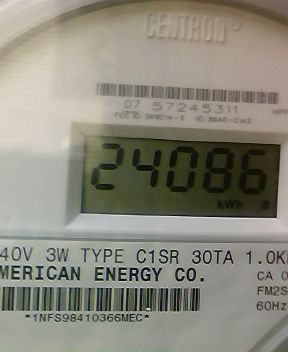 CENTRON®
07 57245311
24086
kWh
40V 3W TYPE C1SR 30TA 1.0K
MERICAN ENERGY CO.
CA 0
FM2S
60Hz
*1NFS98410366MEC*